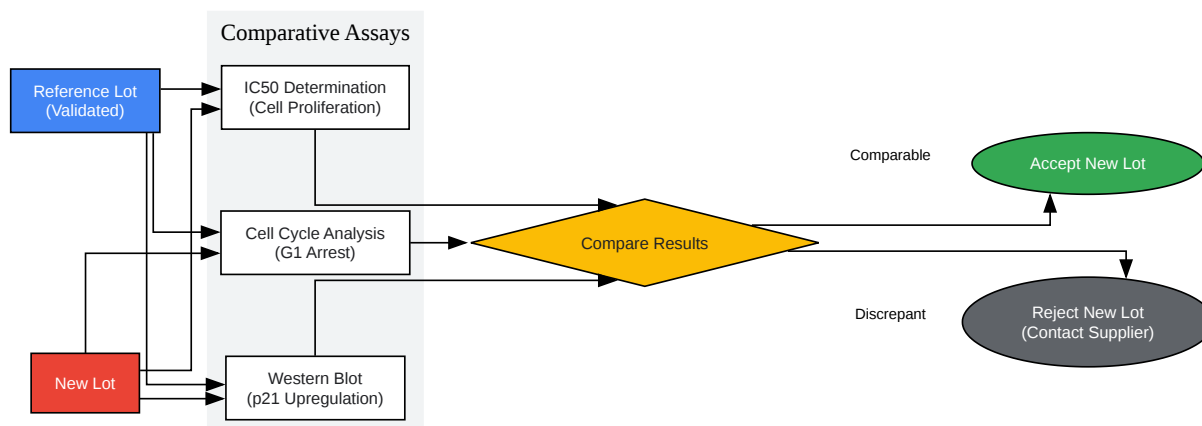 Comparative Assays
Reference Lot
(Validated)
IC50 Determination
(Cell Proliferation)
Cell Cycle Analysis
(G1 Arrest)
New Lot
Western Blot
(p21 Upregulation)
Compare Results
Comparable
Accept New Lot
Discrepant
Reject New Lot
(Contact Supplier)